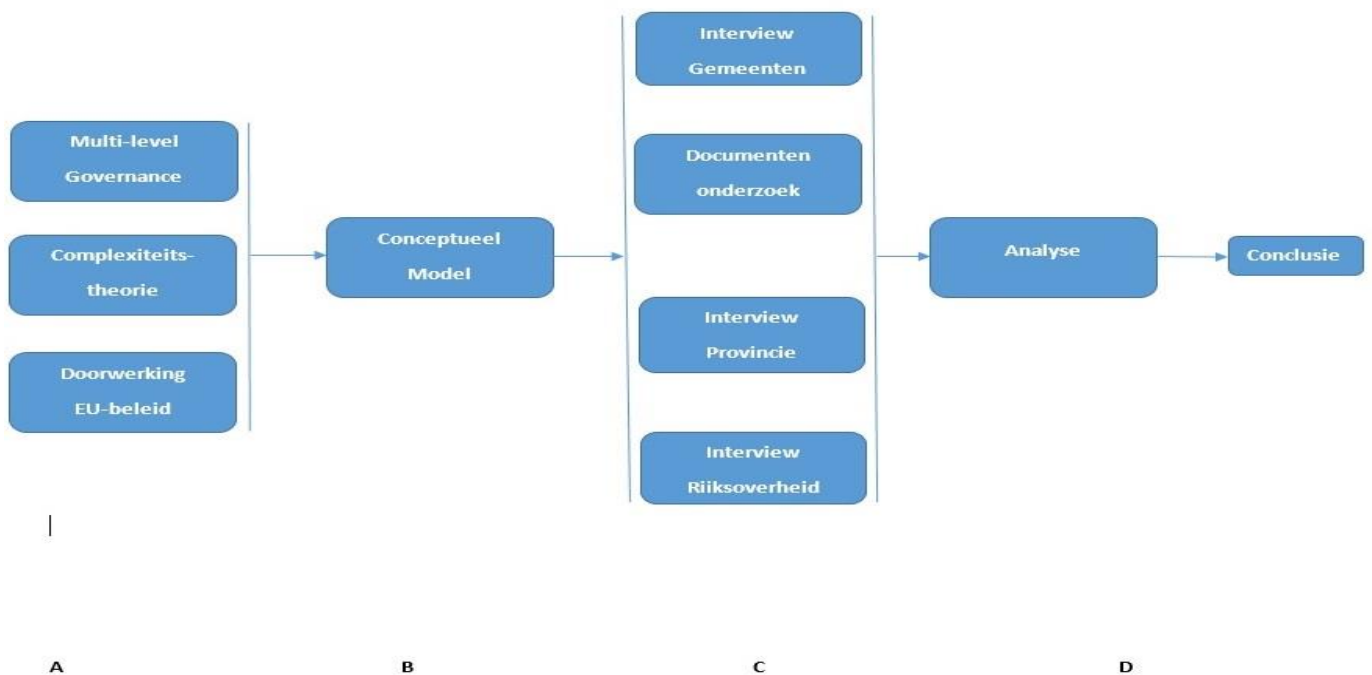 Multi-level
Governance
Complexiteits-
theorie
Doorwerking
EU-beleid
Conceptueel
Model
Interview
Gemeenten
Documenten
onderzoek
Interview
Provincie
Interview
Rijksoverheid
Analyse
Conclusie
A B C D